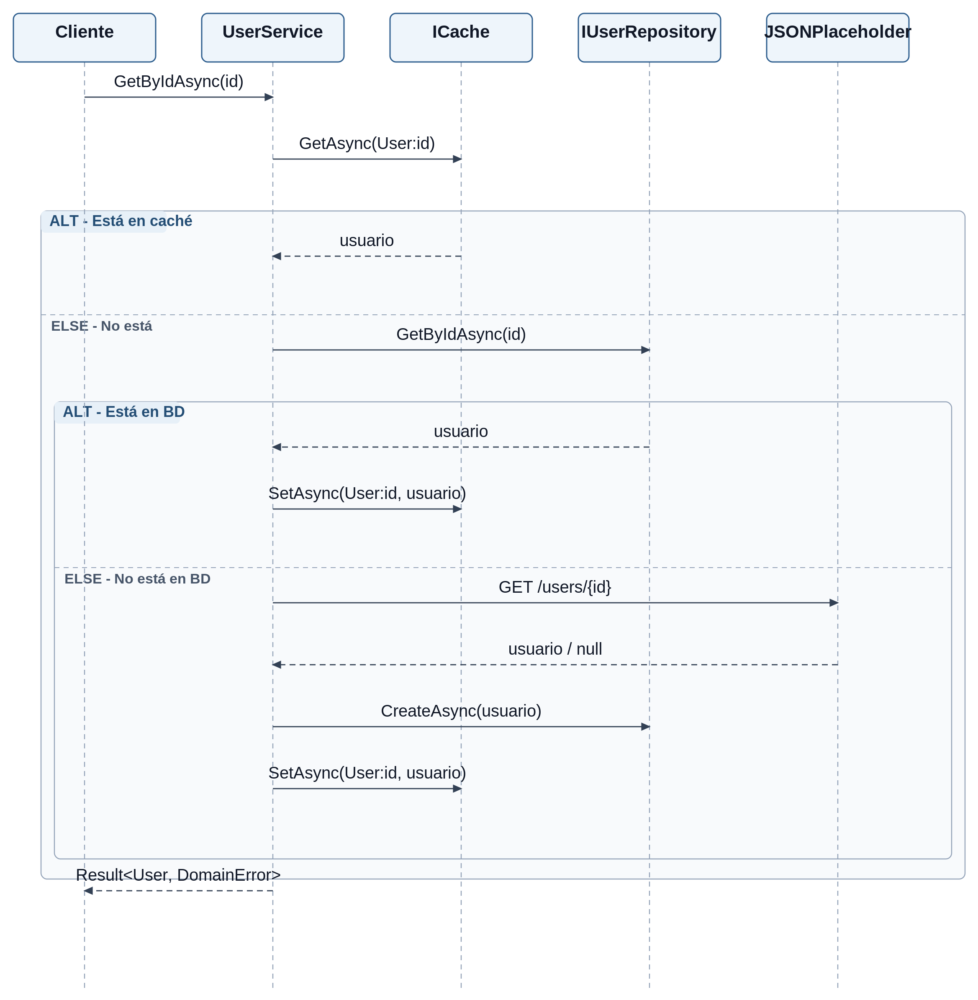 Cliente
UserService
ICache
IUserRepository
JSONPlaceholder
GetByIdAsync(id)
GetAsync(User:id)
ALT - Está en caché
usuario
ELSE - No está
GetByIdAsync(id)
ALT - Está en BD
usuario
SetAsync(User:id, usuario)
ELSE - No está en BD
GET /users/{id}
usuario / null
CreateAsync(usuario)
SetAsync(User:id, usuario)
Result<User, DomainError>